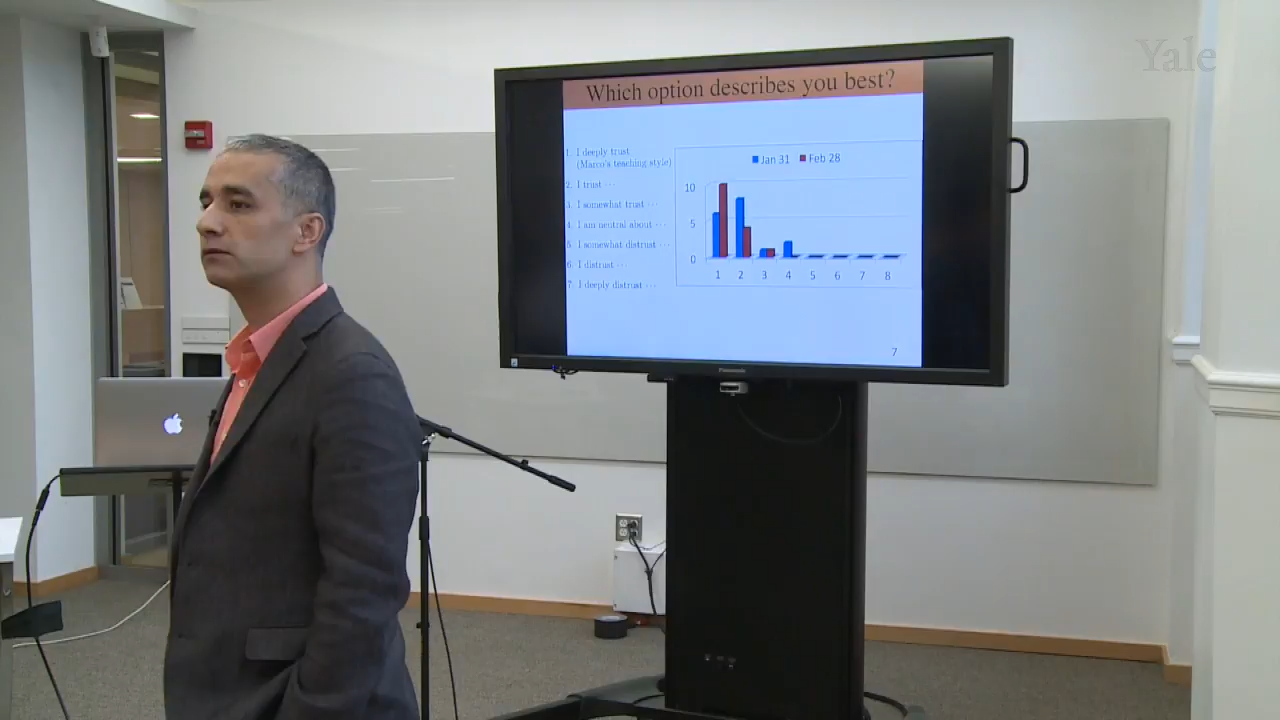 Yale
Which option describes you best?
1. I deeply trust
(Marco's teaching style)
2. I trust ···
3. I somewhat trust ···
4. I am neutral about ···
5. I somewhat distrust ···
6. I distrust ···
7. I deeply distrust ···
Jan 31 Feb 28
10
5
0
1 2 3 4 5 6 7 8
7
Panasonic